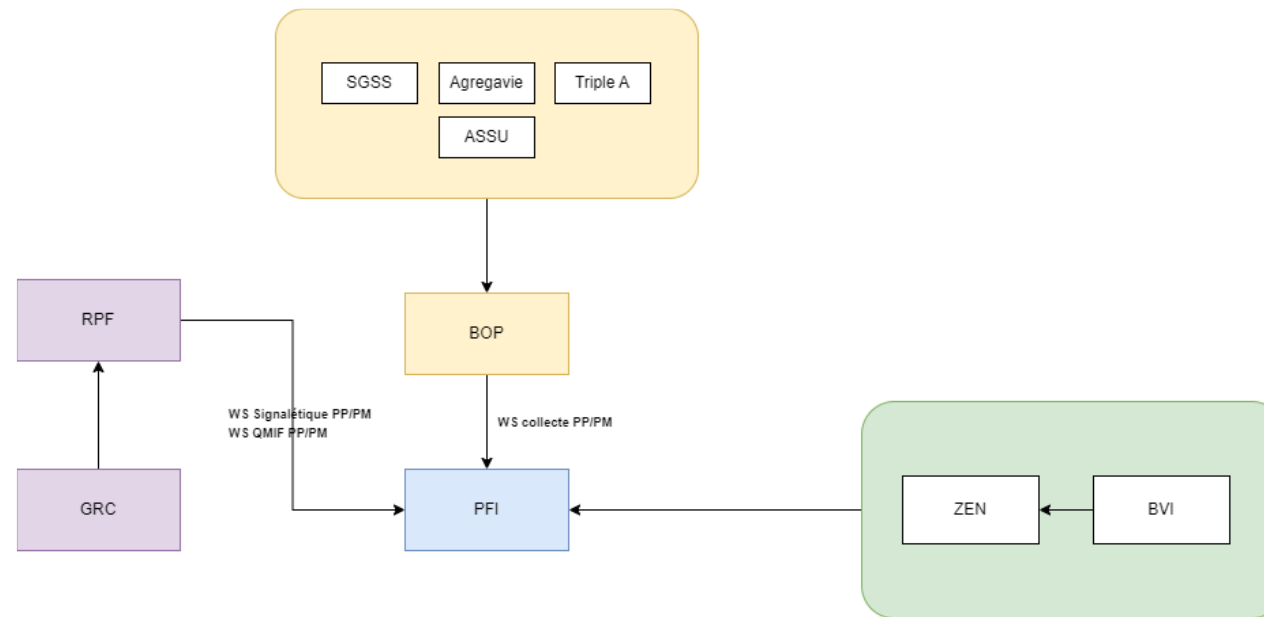 SGSS
Agregavie
Triple A
ASSU
RPF
BOP
WS Signalétique PP/PM
WS QMIF PP/PM
WS collecte PP/PM
GRC
PFI
ZEN
BVI